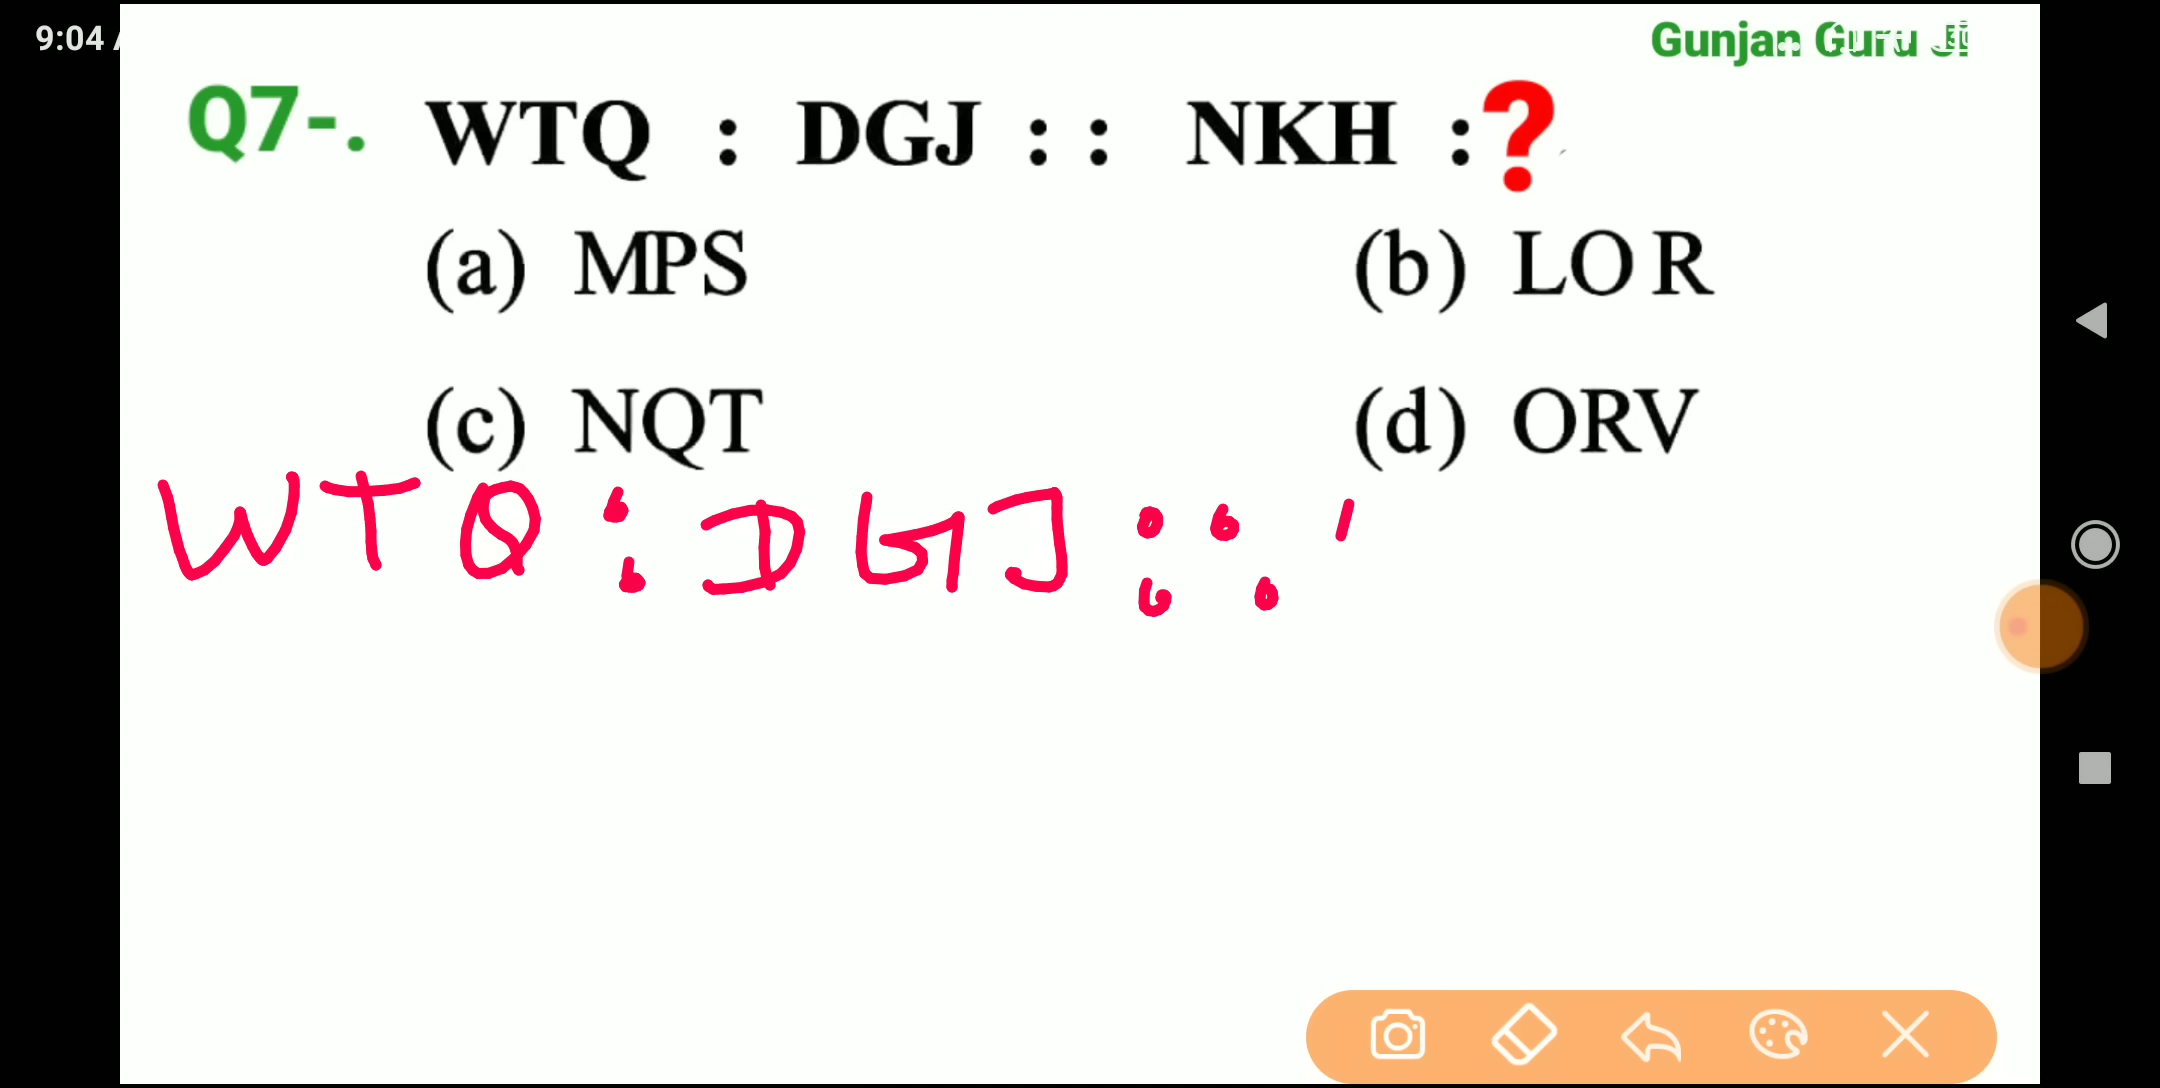 9:04
Gunjan Guru Ji
Q7-. WTQ : DGJ : : NKH :?
(a) MPS (b) LOR
(c) NQT (d) ORV
WTQ : DGJ : :